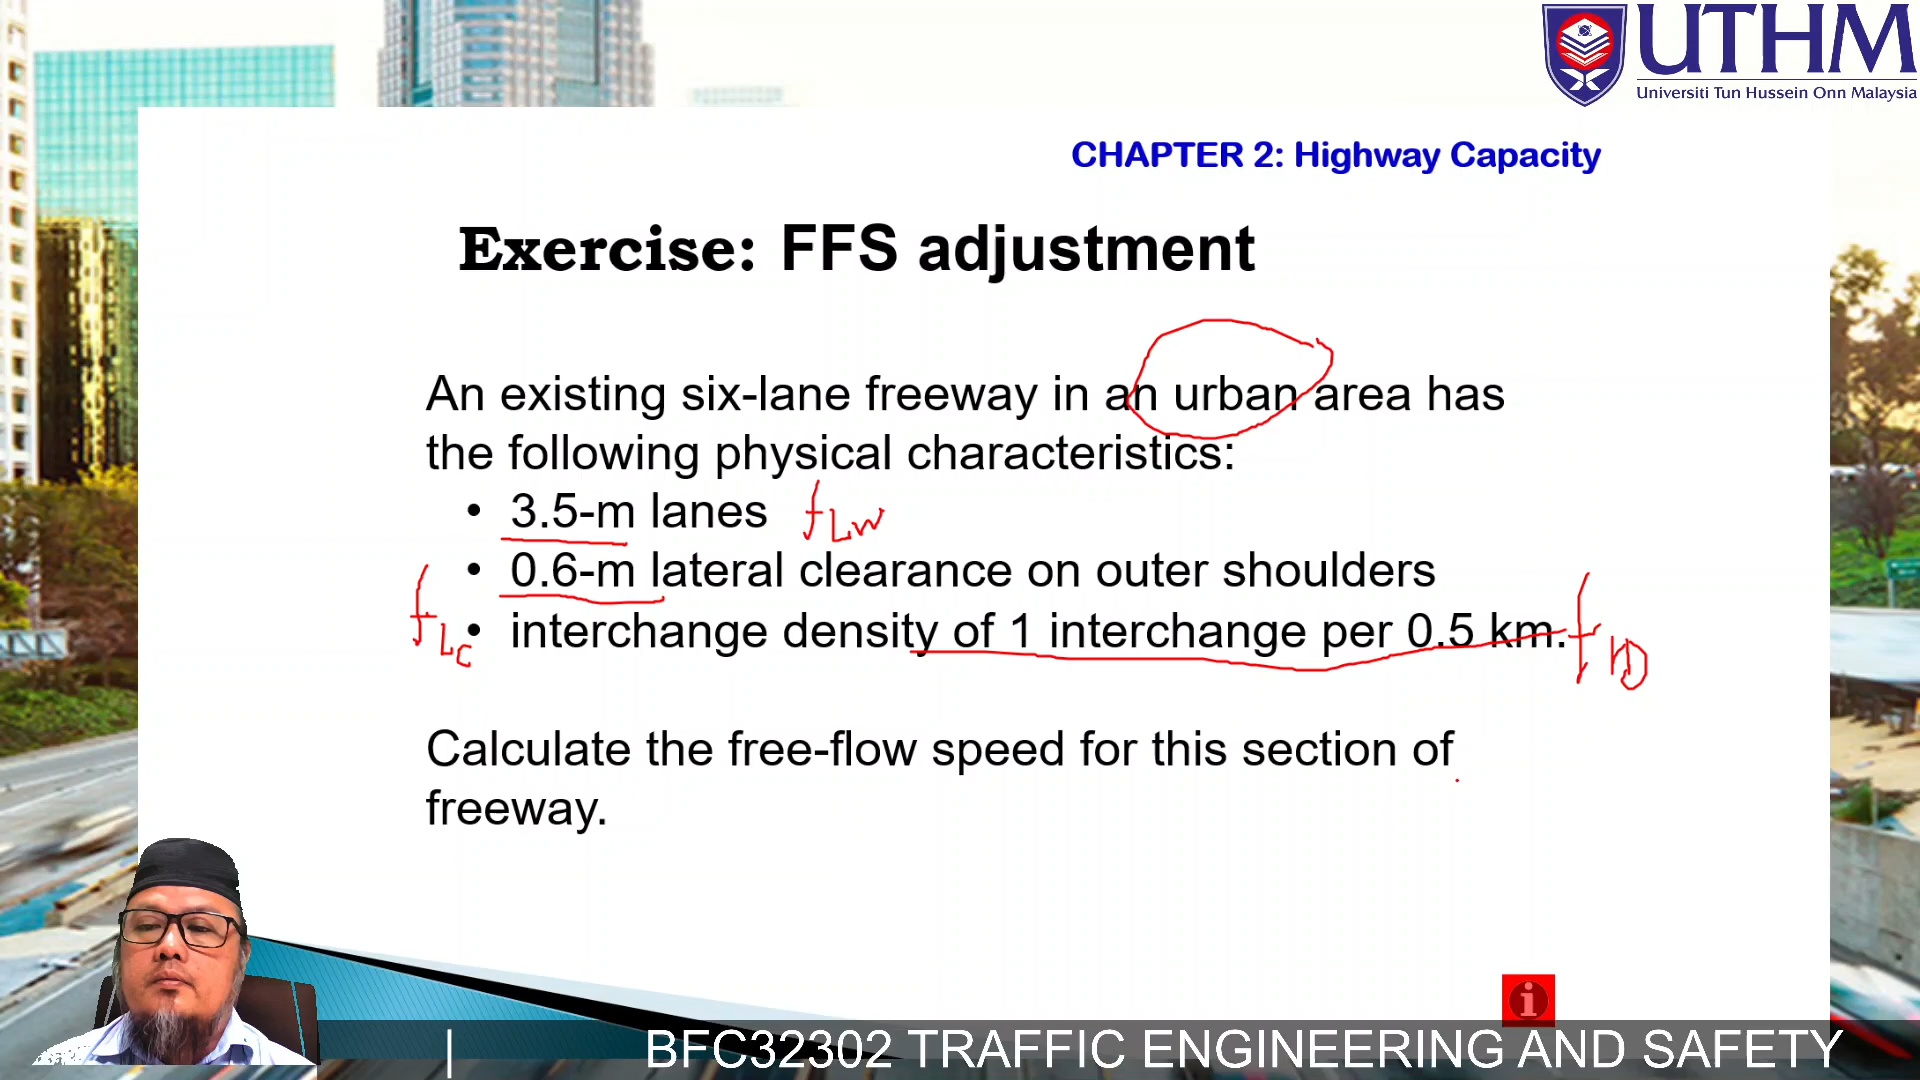 UTHM
Universiti Tun Hussein Onn Malaysia
CHAPTER 2: Highway Capacity
Exercise: FFS adjustment
An existing six-lane freeway in an urban area has
the following physical characteristics:
• 3.5-m lanes fLW
• 0.6-m lateral clearance on outer shoulders
fLC • interchange density of 1 interchange per 0.5 km. fID
Calculate the free-flow speed for this section of
freeway.
i
| BFC32302 TRAFFIC ENGINEERING AND SAFETY